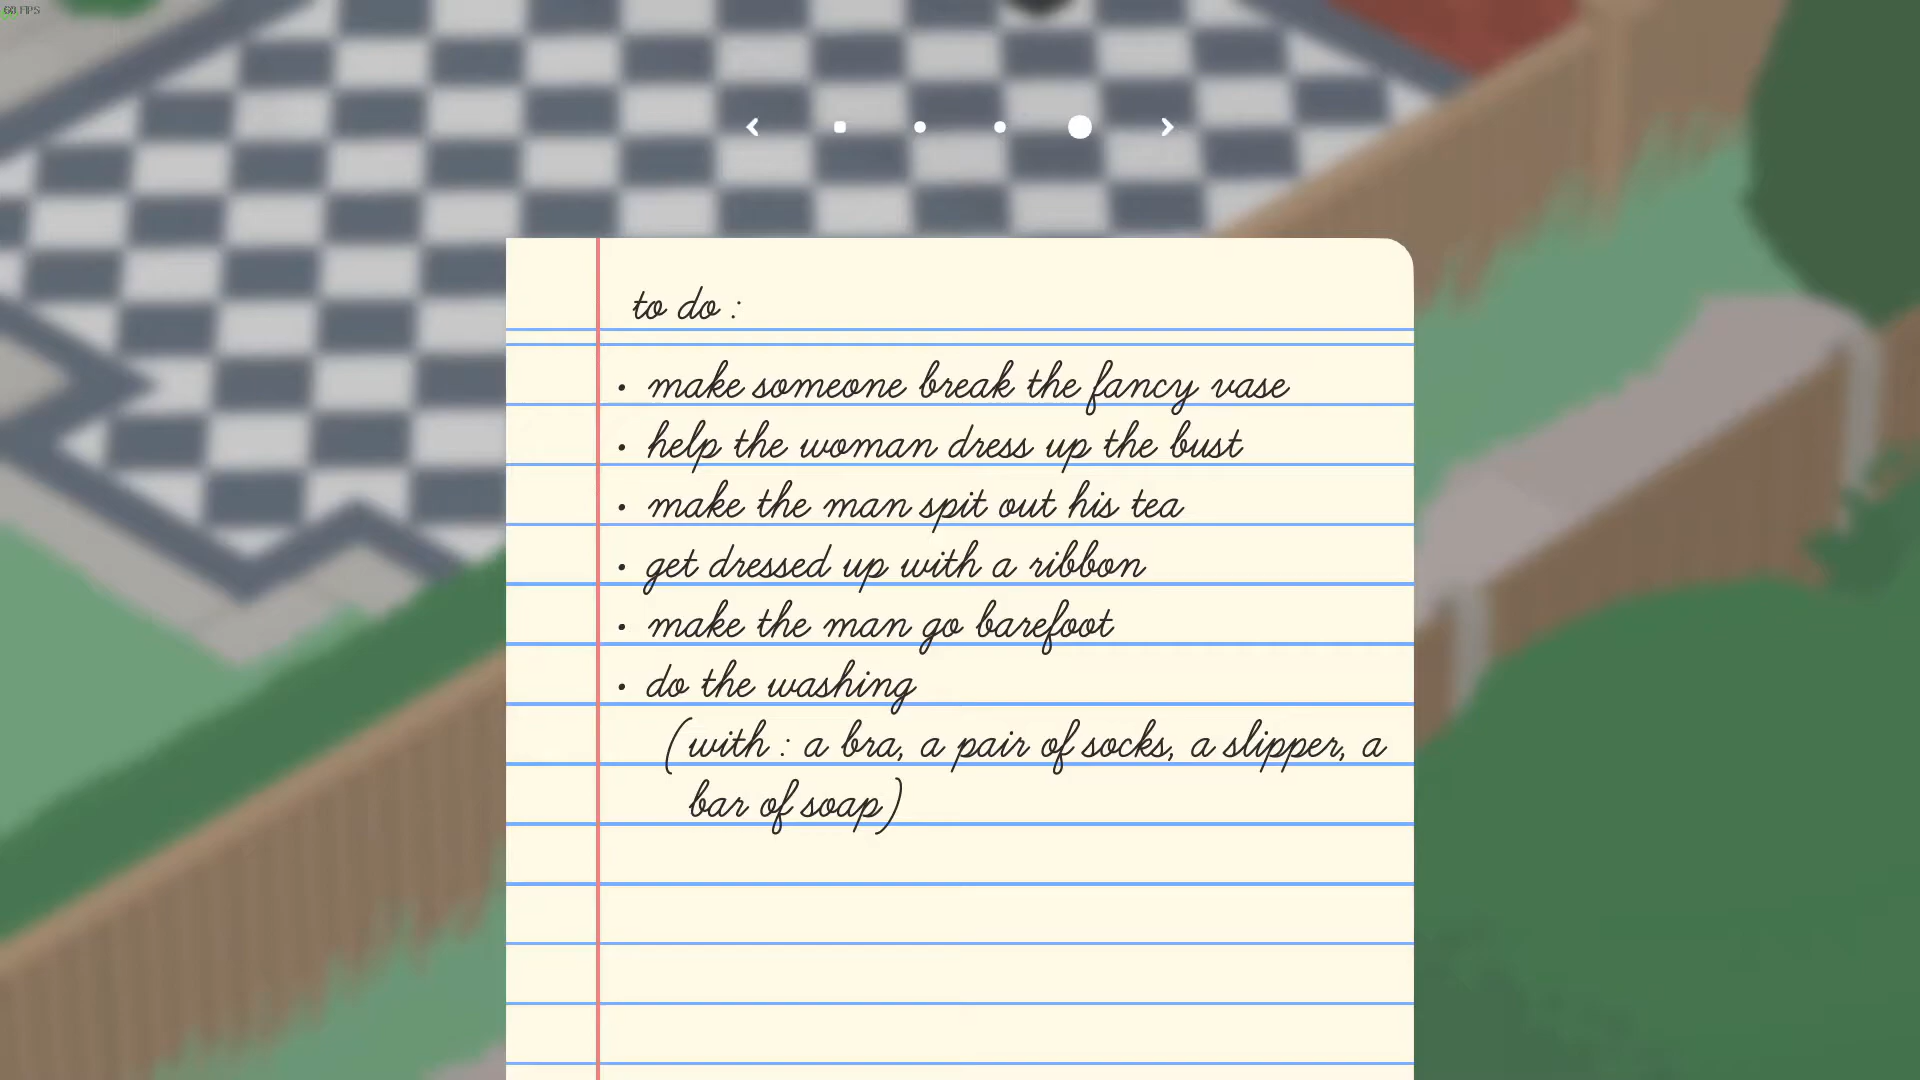 60 FPS
to do :
• make someone break the fancy vase
• help the woman dress up the bust
• make the man spit out his tea
• get dressed up with a ribbon
• make the man go barefoot
• do the washing
(with : a bra, a pair of socks, a slipper, a
bar of soap)